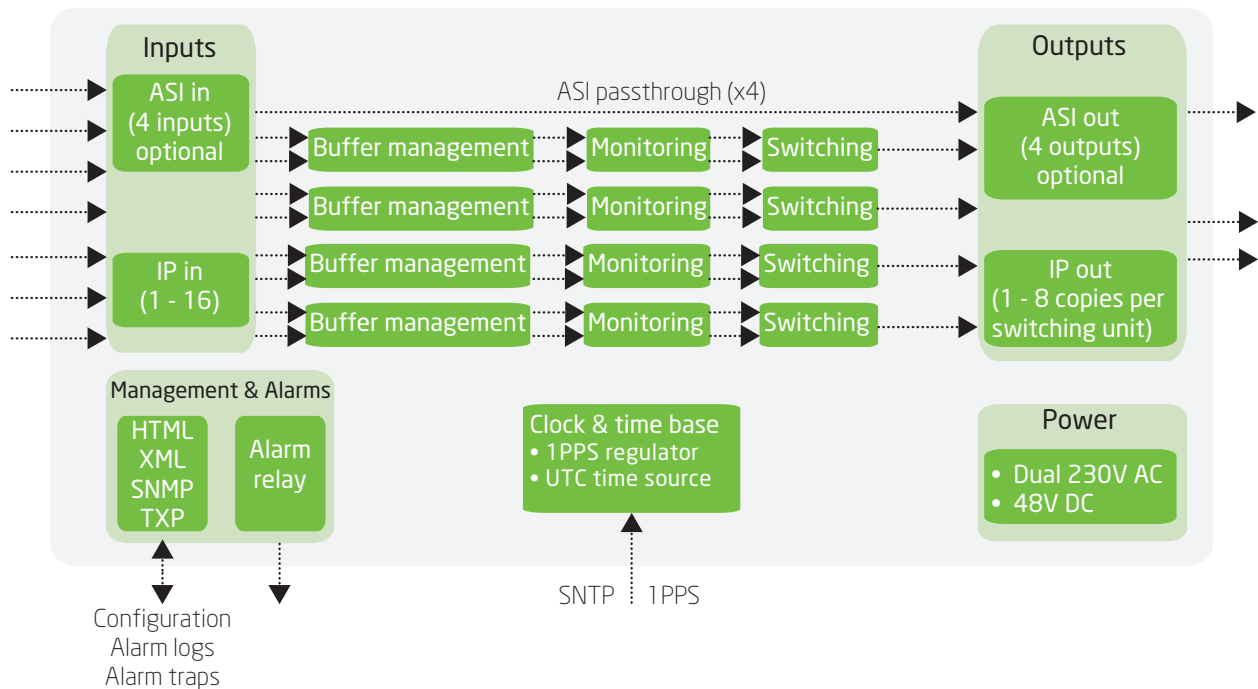 Inputs
ASI in
(4 inputs)
optional
IP in
(1 - 16)
ASI passthrough (x4)
Buffer management
Monitoring
Switching
Buffer management
Monitoring
Switching
Buffer management
Monitoring
Switching
Buffer management
Monitoring
Switching
Outputs
ASI out
(4 outputs)
optional
IP out
(1 - 8 copies per
switching unit)
Management & Alarms
HTML
XML
SNMP
TXP
Alarm
relay
Configuration
Alarm logs
Alarm traps
Clock & time base
• 1PPS regulator
• UTC time source
SNTP
1PPS
Power
• Dual 230V AC
• 48V DC